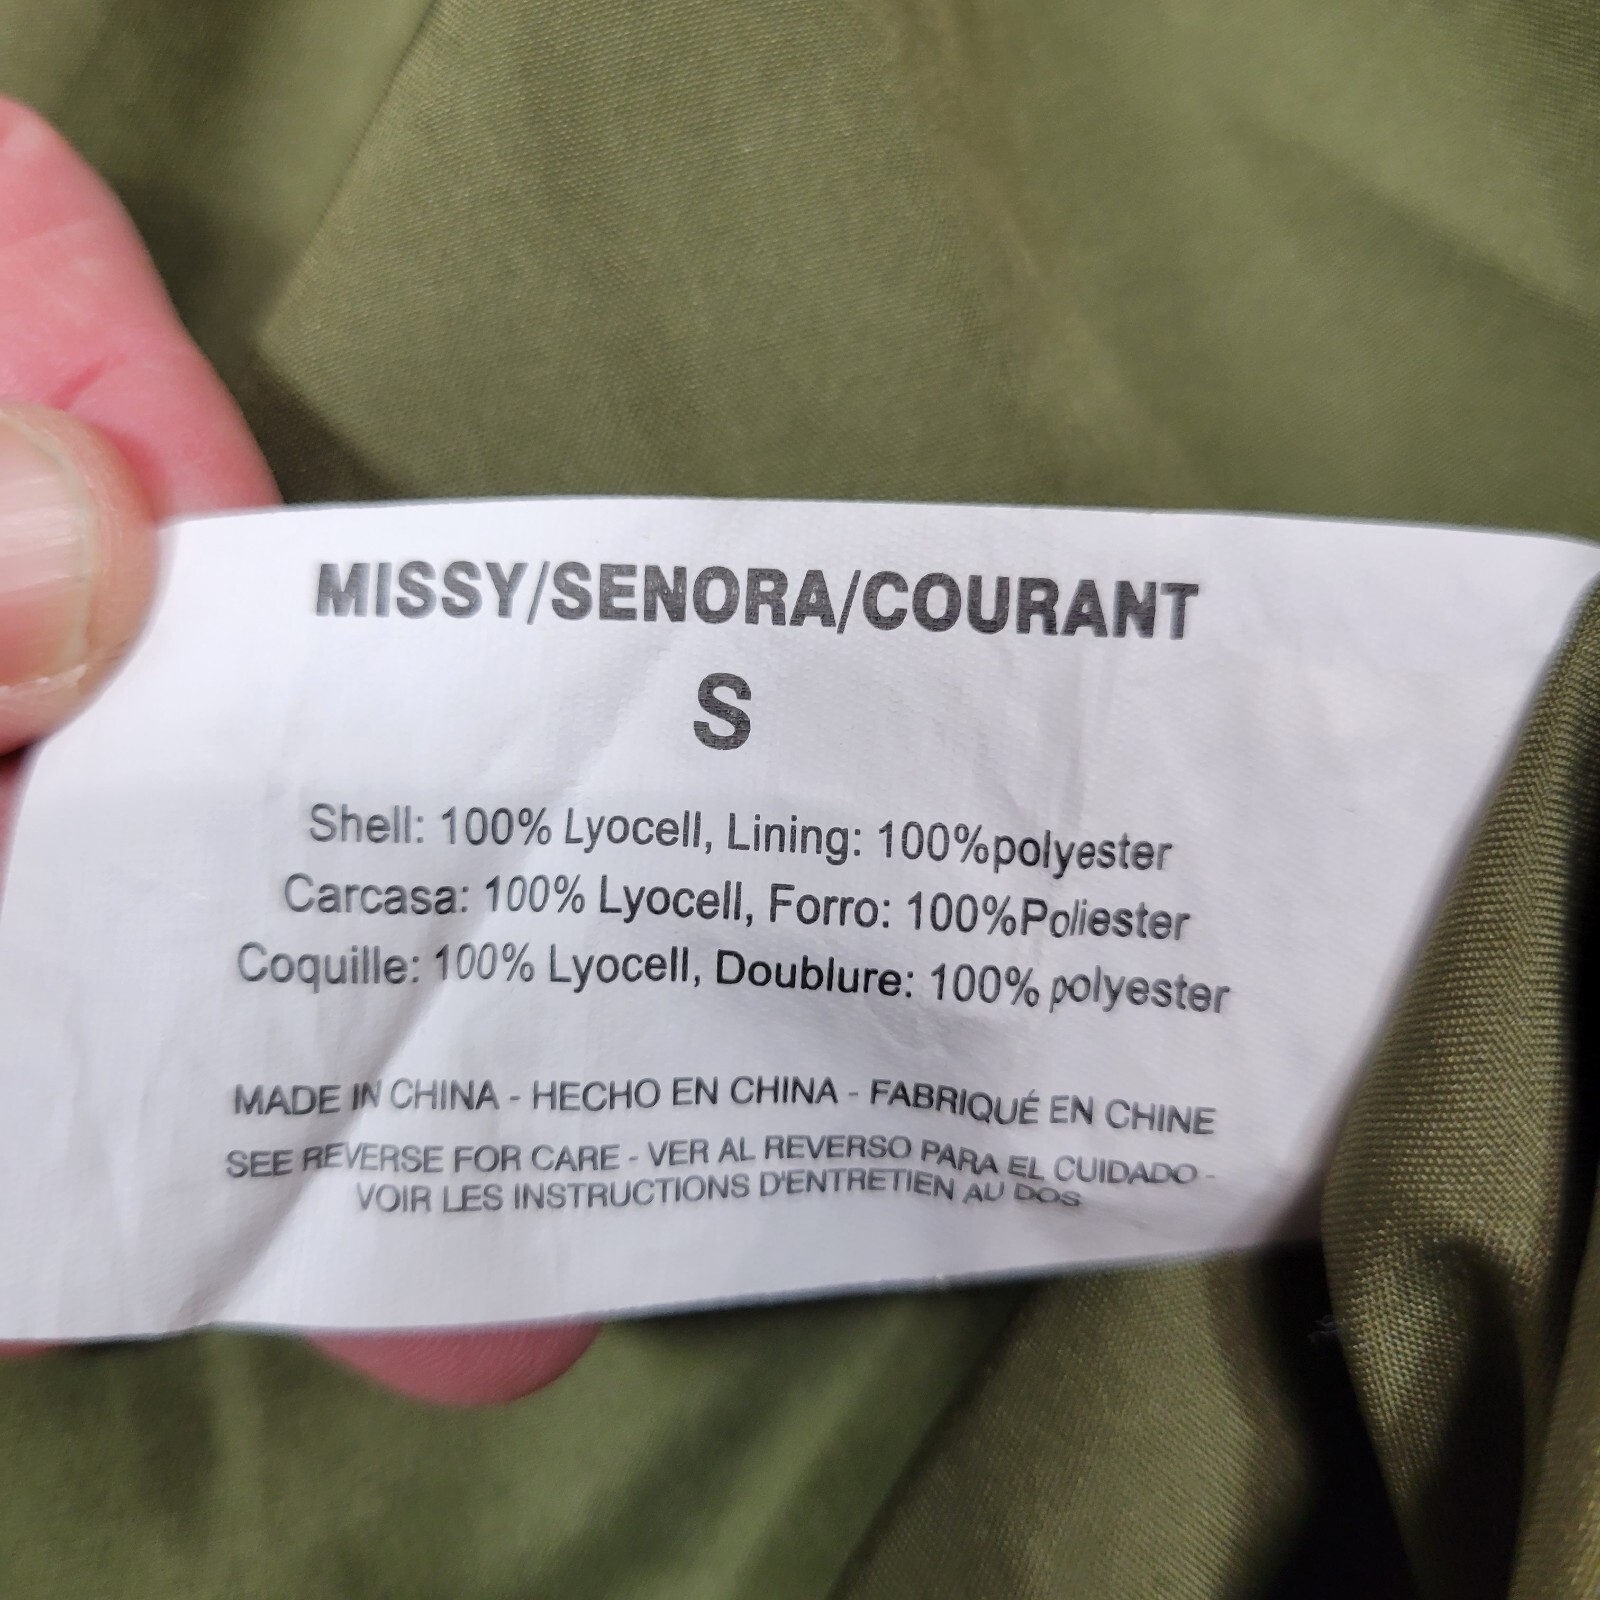 MISSY/SENORA/COURANT
S
Shell: 100% Lyocell, Lining: 100%polyester
Carcasa: 100% Lyocell, Forro: 100%Poliester
Coquille: 100% Lyocell, Doublure: 100% polyester
MADE IN CHINA - HECHO EN CHINA - FABRIQUÉ EN CHINE
SEE REVERSE FOR CARE - VER AL REVERSO PARA EL CUIDADO -
VOIR LES INSTRUCTIONS D'ENTRETIEN AU DOS